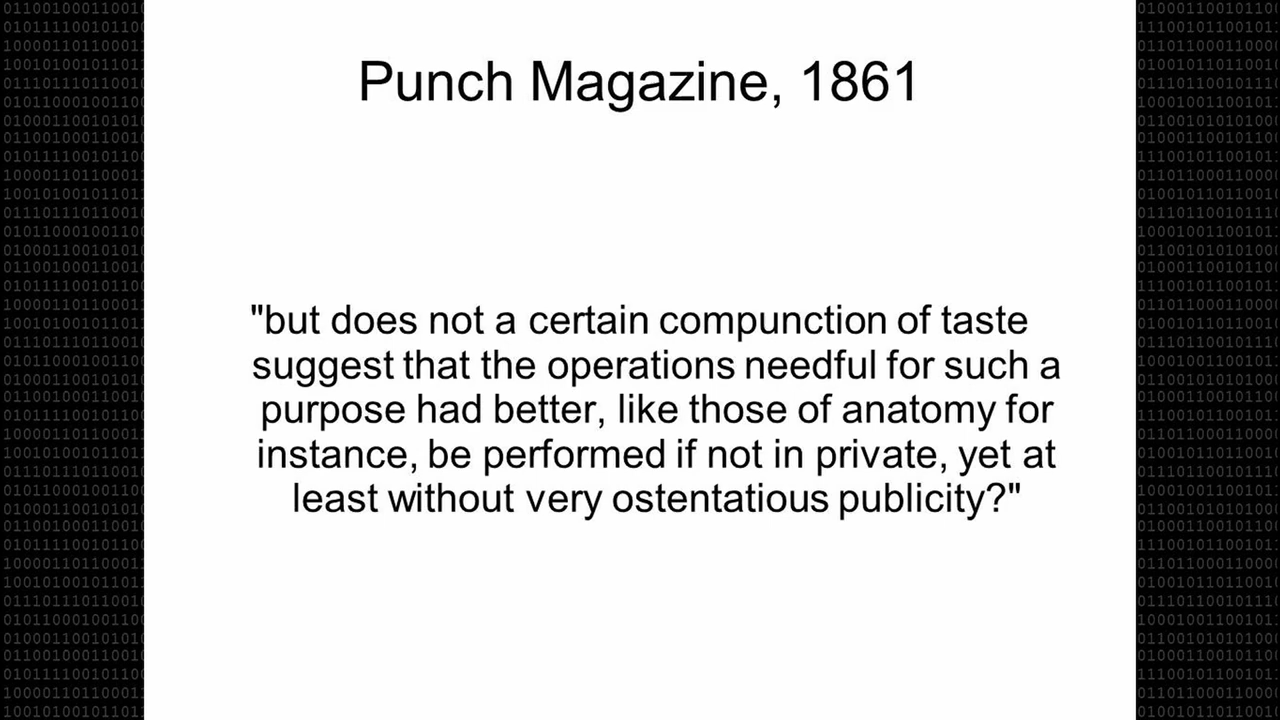 Punch Magazine, 1861
"but does not a certain compunction of taste
suggest that the operations needful for such a
purpose had better, like those of anatomy for
instance, be performed if not in private, yet at
least without very ostentatious publicity?"